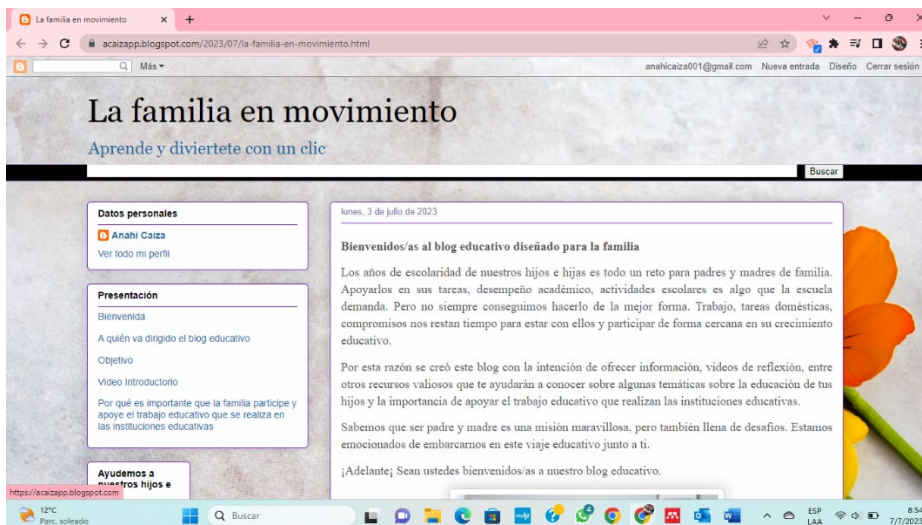 La familia en movimiento
acaizapp.blogspot.com/2023/07/la-familia-en-movimiento.html
Más
anahicaiza001@gmail.com Nueva entrada Diseño Cerrar sesión
La familia en movimiento
Aprende y diviertete con un clic
Buscar
Datos personales
Anahi Caiza
Ver todo mi perfil
Presentación
Bienvenida
A quién va dirigido el blog educativo
Objetivo
Video Introductorio
Por qué es importante que la familia participe y
apoye el trabajo educativo que se realiza en
las instituciones educativas
Ayudemos a
nuestros hijos e
lunes, 3 de julio de 2023
Bienvenidos/as al blog educativo diseñado para la familia
Los años de escolaridad de nuestros hijos e hijas es todo un reto para padres y madres de familia.
Apoyarlos en sus tareas, desempeño académico, actividades escolares es algo que la escuela
demanda. Pero no siempre conseguimos hacerlo de la mejor forma. Trabajo, tareas domésticas,
compromisos nos restan tiempo para estar con ellos y participar de forma cercana en su crecimiento
educativo.
Por esta razón se creó este blog con la intención de ofrecer información, videos de reflexión, entre
otros recursos valiosos que te ayudarán a conocer sobre algunas temáticas sobre la educación de tus
hijos y la importancia de apoyar el trabajo educativo que realizan las instituciones educativas.
Sabemos que ser padre y madre es una misión maravillosa, pero también llena de desafíos. Estamos
emocionados de embarcarnos en este viaje educativo junto a ti.
¡Adelante¡ Sean ustedes bienvenidos/as a nuestro blog educativo.
https://acaizapp.blogspot.com
12°C
Parc. soleado
Buscar
ESP
LAA